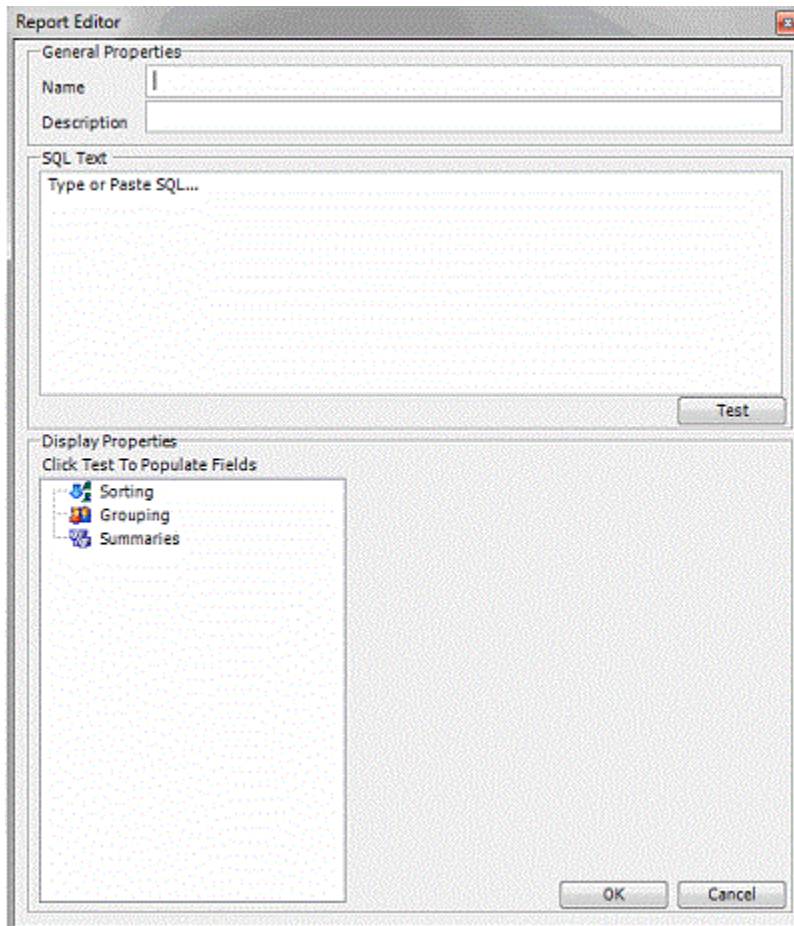 Report Editor
General Properties
Name
Description
SQL Text
Type or Paste SQL...
Test
Display Properties
Click Test To Populate Fields
Sorting
Grouping
Summaries
OK Cancel